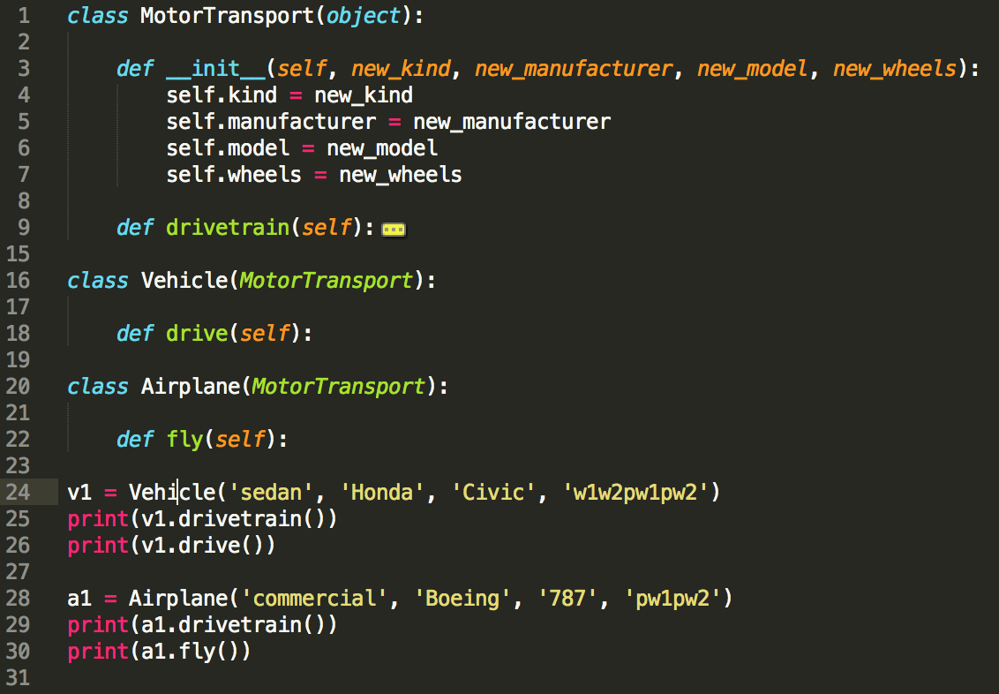 1 class MotorTransport(object):
2
3     def __init__(self, new_kind, new_manufacturer, new_model, new_wheels):
4         self.kind = new_kind
5         self.manufacturer = new_manufacturer
6         self.model = new_model
7         self.wheels = new_wheels
8
9     def drivetrain(self):
15
16 class Vehicle(MotorTransport):
17
18     def drive(self):
19
20 class Airplane(MotorTransport):
21
22     def fly(self):
23
24 v1 = Vehicle('sedan', 'Honda', 'Civic', 'w1w2pw1pw2')
25 print(v1.drivetrain())
26 print(v1.drive())
27
28 a1 = Airplane('commercial', 'Boeing', '787', 'pw1pw2')
29 print(a1.drivetrain())
30 print(a1.fly())
31